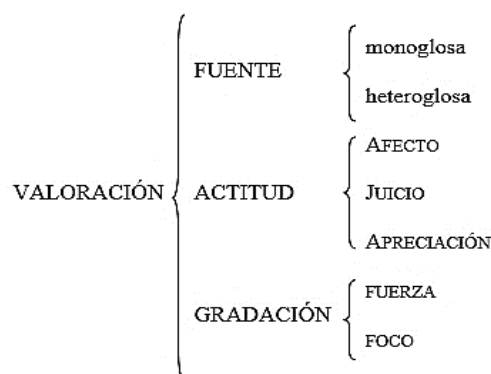 monoglosa
FUENTE
heteroglosa
AFECTO
VALORACIÓN
ACTITUD
JUICIO
APRECIACIÓN
FUERZA
GRADACIÓN
FOCO